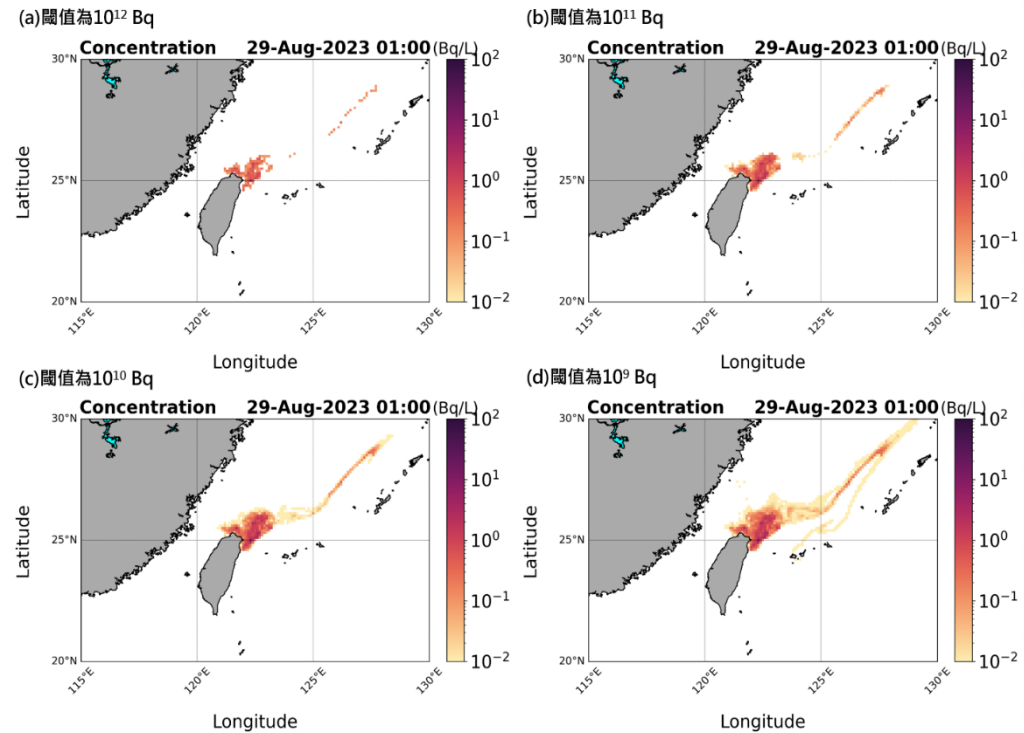 (a)閾值為10¹² Bq
(b)閾值為10¹¹ Bq
Concentration 29-Aug-2023 01:00 (Bq/L)
Concentration 29-Aug-2023 01:00 (Bq/L)
30°N
25°N
20°N
Latitude
115°E
120°E
125°E
130°E
Longitude
10²
10¹
10⁰
10⁻¹
10⁻²
30°N
25°N
20°N
Latitude
115°E
120°E
125°E
130°E
Longitude
10²
10¹
10⁰
10⁻¹
10⁻²
(c)閾值為10¹⁰ Bq
(d)閾值為10⁹ Bq
Concentration 29-Aug-2023 01:00 (Bq/L)
Concentration 29-Aug-2023 01:00 (Bq/L)
30°N
25°N
20°N
Latitude
115°E
120°E
125°E
130°E
Longitude
10²
10¹
10⁰
10⁻¹
10⁻²
30°N
25°N
20°N
Latitude
115°E
120°E
125°E
130°E
Longitude
10²
10¹
10⁰
10⁻¹
10⁻²